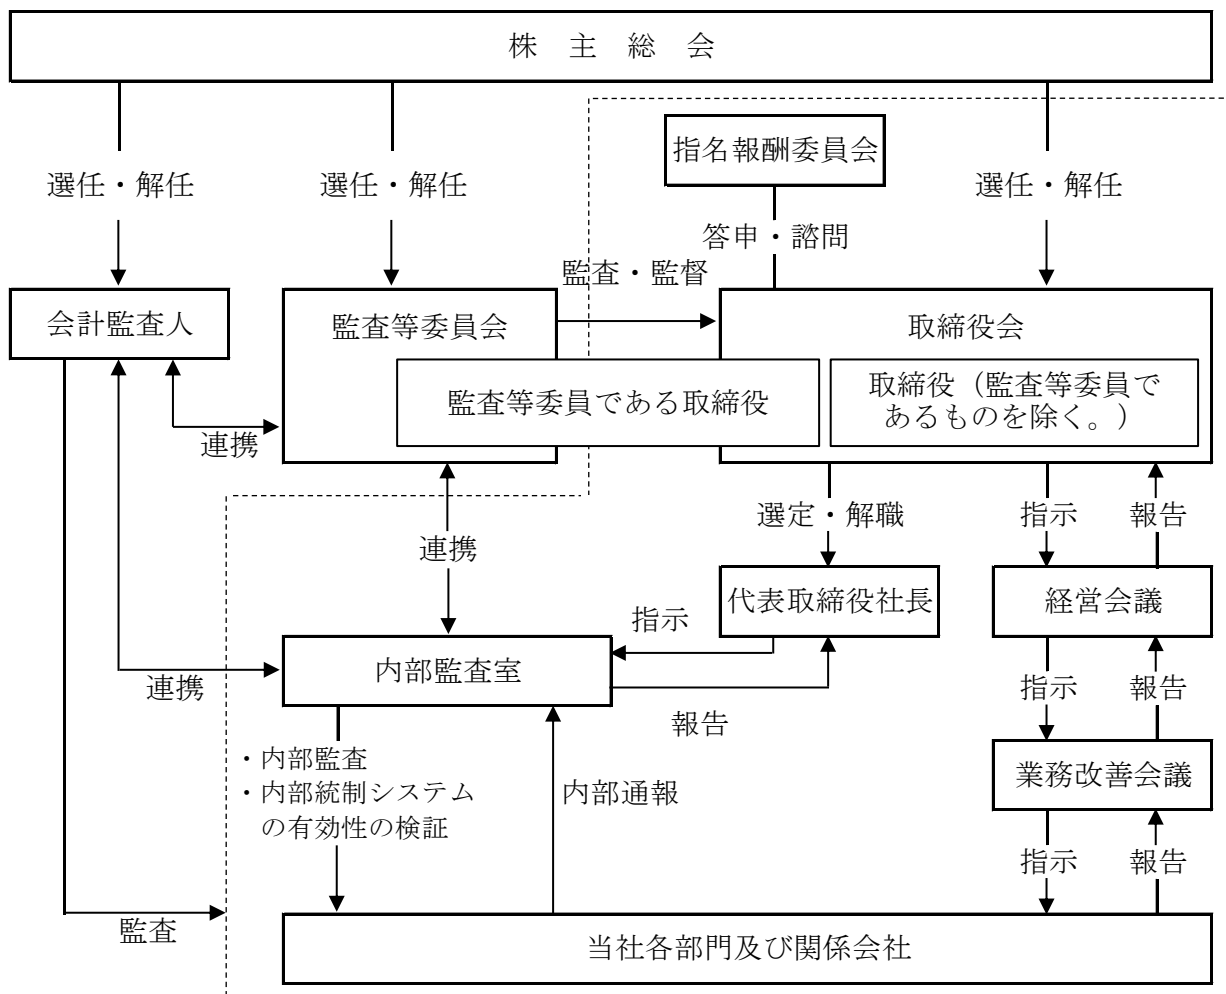 株　主　総　会
指名報酬委員会
選任・解任
選任・解任
選任・解任
答申・諮問
監査・監督
会計監査人
監査等委員会
取締役会
監査等委員である取締役
取締役（監査等委員で
あるものを除く。）
連携
選定・解職
指示
報告
連携
代表取締役社長
経営会議
指示
内部監査室
連携
指示
報告
報告
・内部監査
・内部統制システム
の有効性の検証
内部通報
業務改善会議
指示
報告
監査
当社各部門及び関係会社